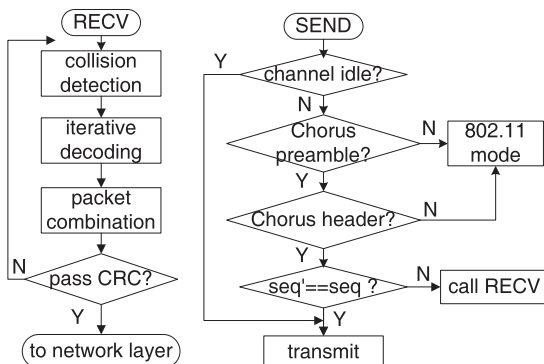 RECV
collision
detection
iterative
decoding
packet
combination
N
pass CRC?
Y
to network layer
SEND
Y
channel idle?
N
Chorus
preamble?
N
802.11
mode
Y
Chorus header?
N
Y
seq'==seq ?
N
call RECV
Y
transmit